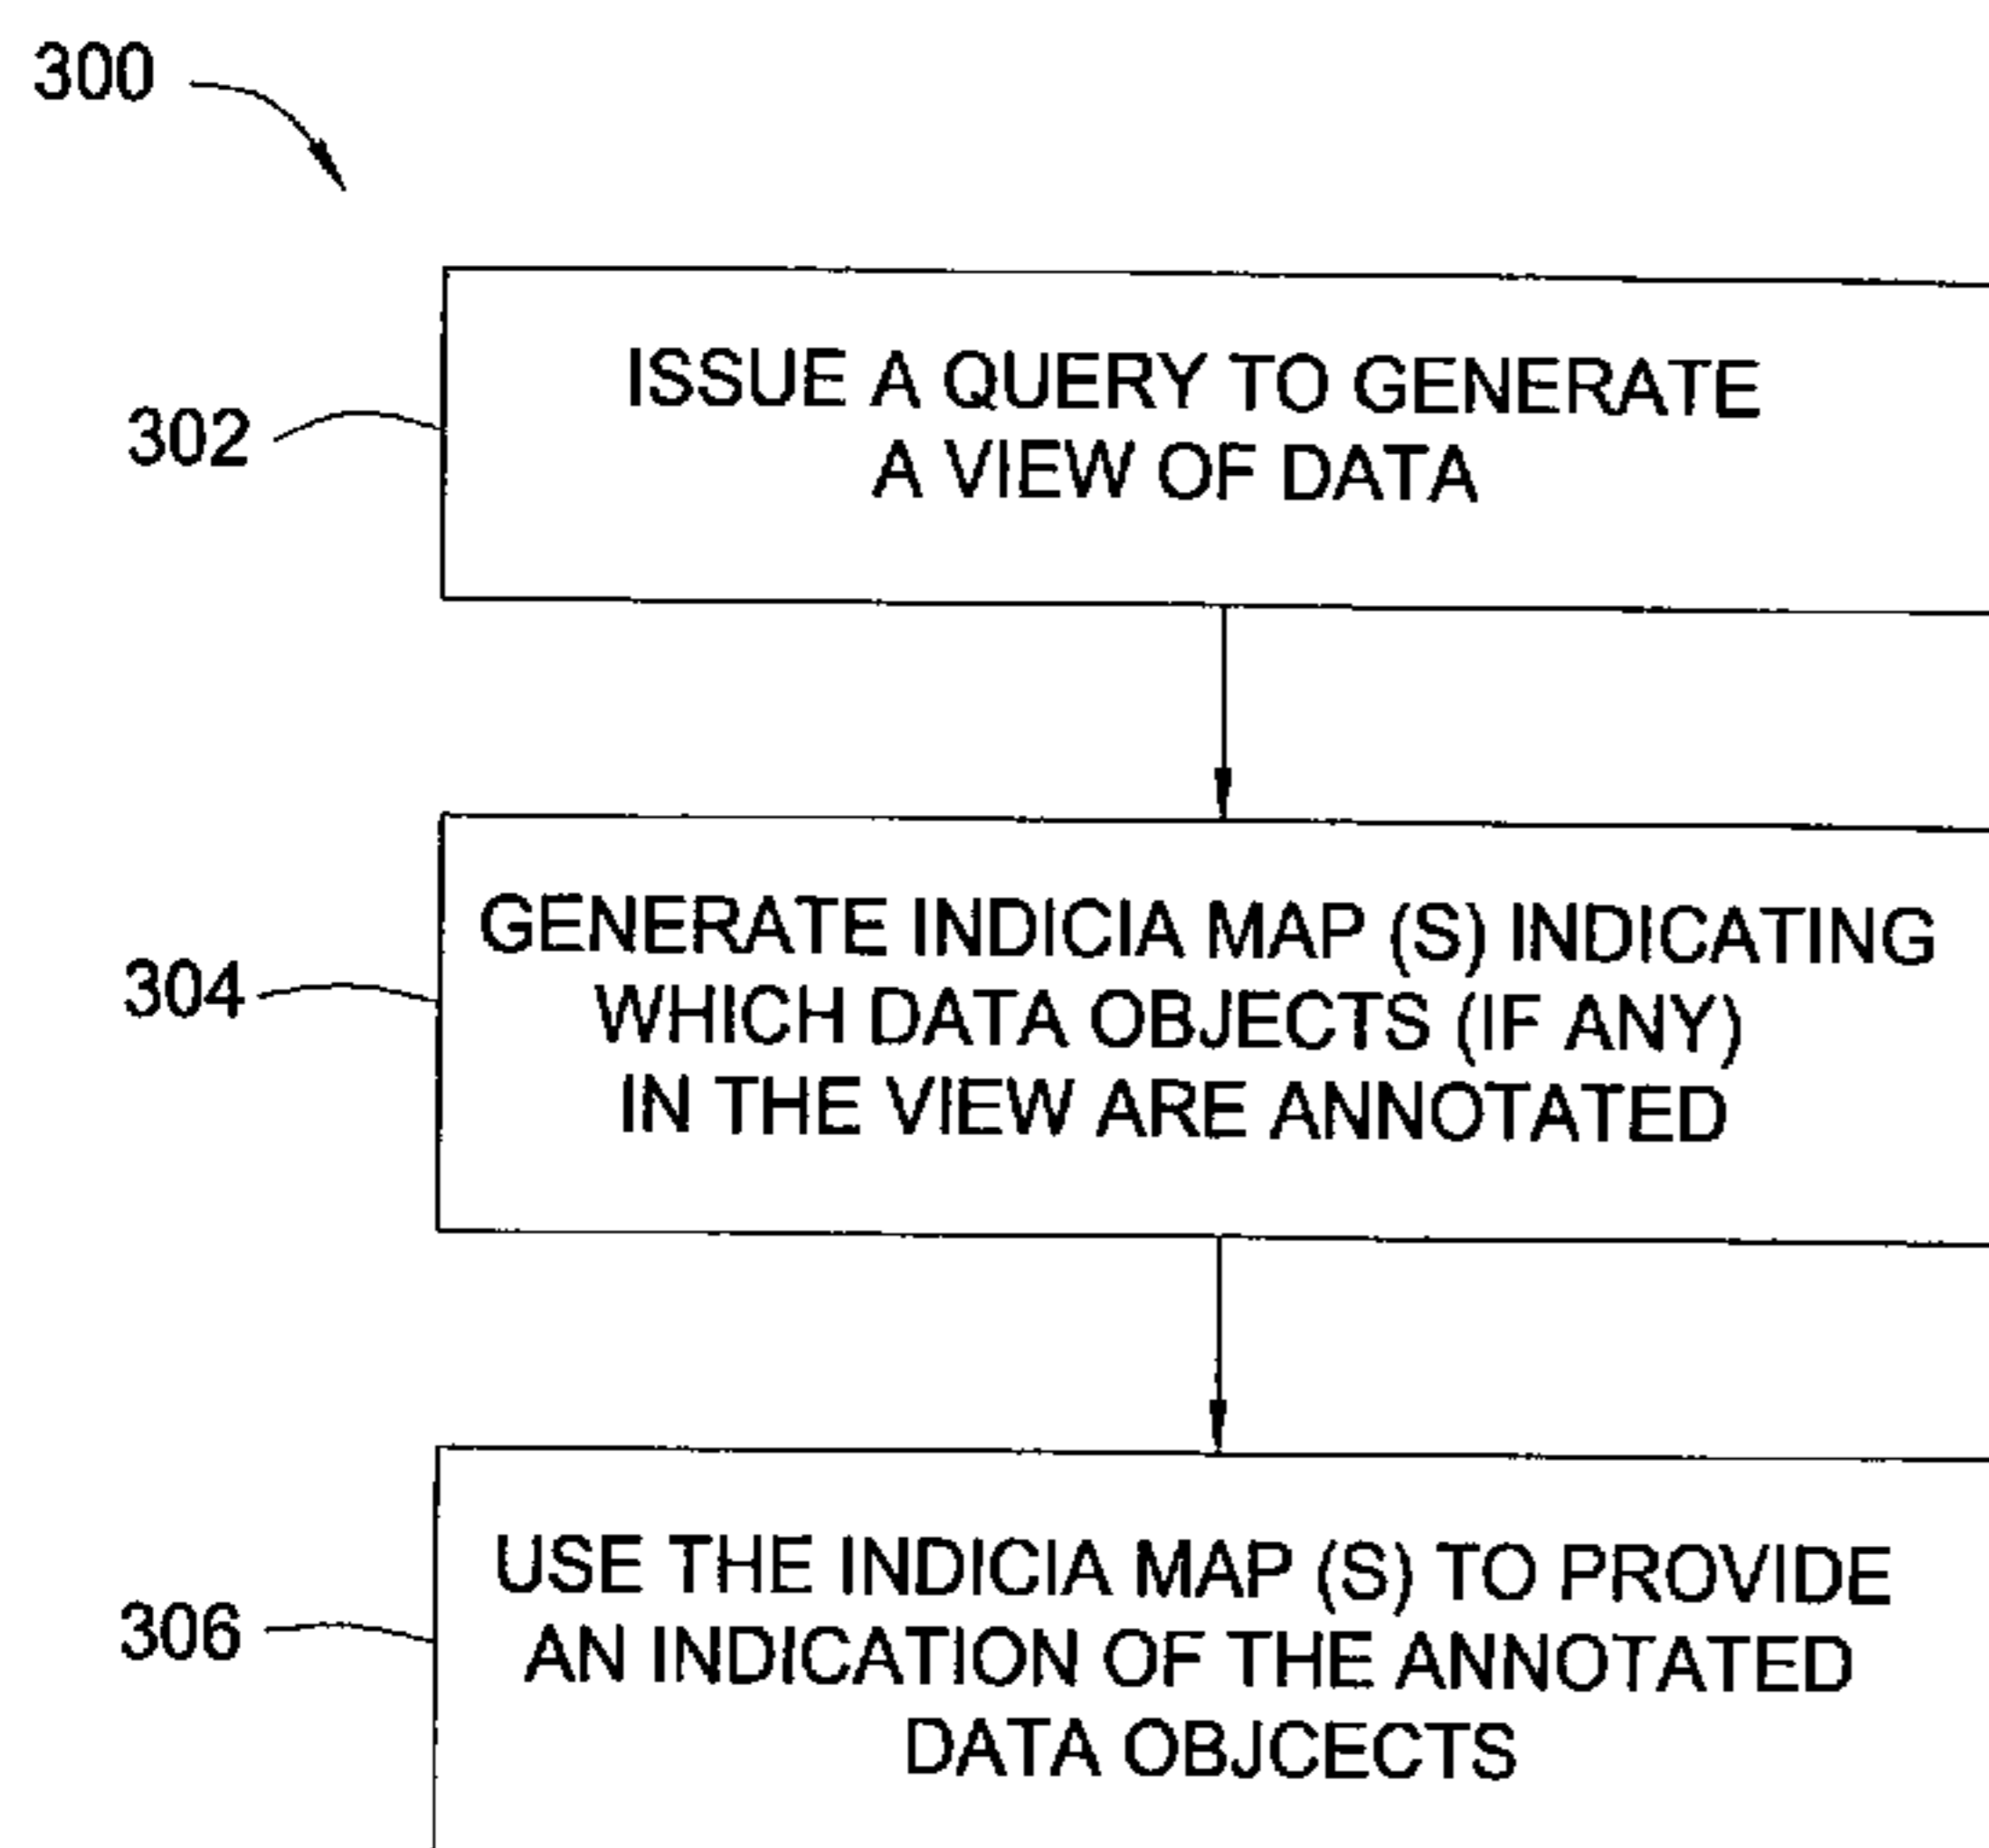 300
302
ISSUE A QUERY TO GENERATE
A VIEW OF DATA
304
GENERATE INDICIA MAP (S) INDICATING
WHICH DATA OBJECTS (IF ANY)
IN THE VIEW ARE ANNOTATED
306
USE THE INDICIA MAP (S) TO PROVIDE
AN INDICATION OF THE ANNOTATED
DATA OBJCECTS